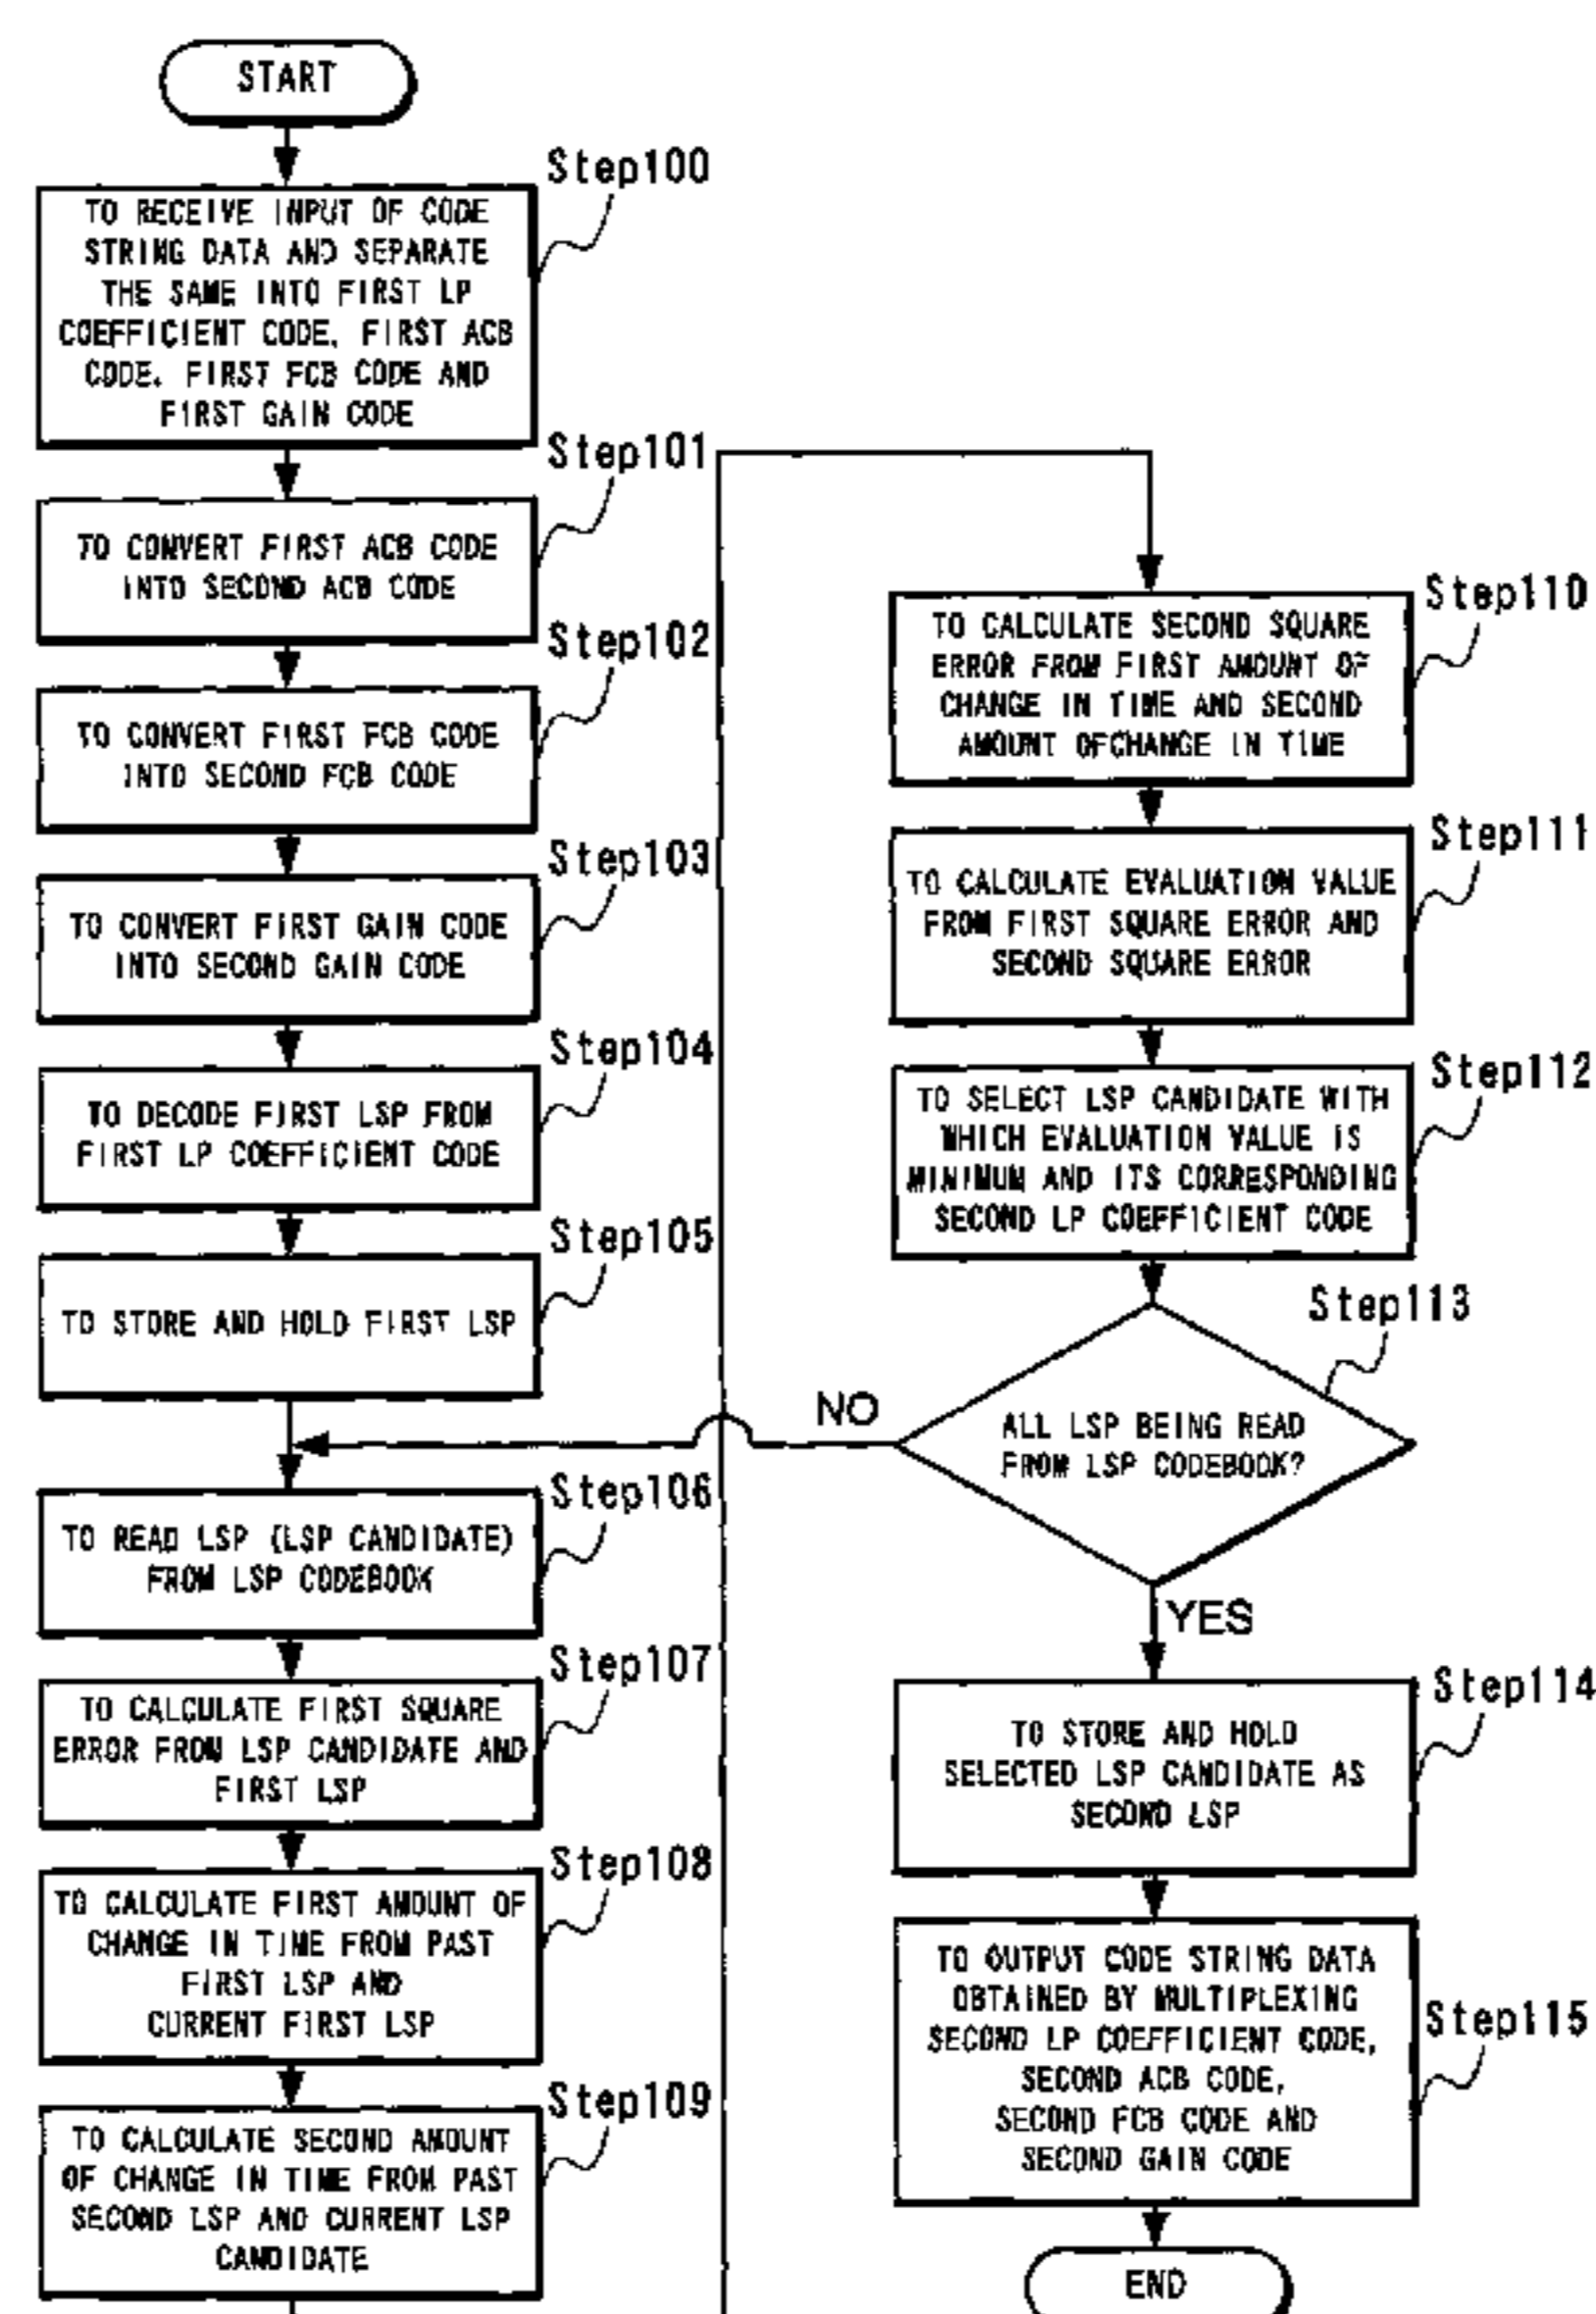 START
Step100
TO RECEIVE INPUT OF CODE
STRING DATA AND SEPARATE
THE SAME INTO FIRST LP
COEFFICIENT CODE, FIRST ACB
CODE, FIRST FCB CODE AND
FIRST GAIN CODE
Step101
TO CONVERT FIRST ACB CODE
INTO SECOND ACB CODE
Step102
TO CONVERT FIRST FCB CODE
INTO SECOND FCB CODE
Step103
TO CONVERT FIRST GAIN CODE
INTO SECOND GAIN CODE
Step104
TO DECODE FIRST LSP FROM
FIRST LP COEFFICIENT CODE
Step105
TO STORE AND HOLD FIRST LSP
Step106
TO READ LSP (LSP CANDIDATE)
FROM LSP CODEBOOK
Step107
TO CALCULATE FIRST SQUARE
ERROR FROM LSP CANDIDATE AND
FIRST LSP
Step108
TO CALCULATE FIRST AMOUNT OF
CHANGE IN TIME FROM PAST
FIRST LSP AND
CURRENT FIRST LSP
Step109
TO CALCULATE SECOND AMOUNT
OF CHANGE IN TIME FROM PAST
SECOND LSP AND CURRENT LSP
CANDIDATE
Step110
TO CALCULATE SECOND SQUARE
ERROR FROM FIRST AMOUNT OF
CHANGE IN TIME AND SECOND
AMOUNT OFCHANGE IN TIME
Step111
TO CALCULATE EVALUATION VALUE
FROM FIRST SQUARE ERROR AND
SECOND SQUARE ERROR
Step112
TO SELECT LSP CANDIDATE WITH
WHICH EVALUATION VALUE IS
MINIMUM AND ITS CORRESPONDING
SECOND LP COEFFICIENT CODE
Step113
NO
ALL LSP BEING READ
FROM LSP CODEBOOK?
YES
Step114
TO STORE AND HOLD
SELECTED LSP CANDIDATE AS
SECOND LSP
Step115
TO OUTPUT CODE STRING DATA
OBTAINED BY MULTIPLEXING
SECOND LP COEFFICIENT CODE,
SECOND ACB CODE,
SECOND FCB CODE AND
SECOND GAIN CODE
END